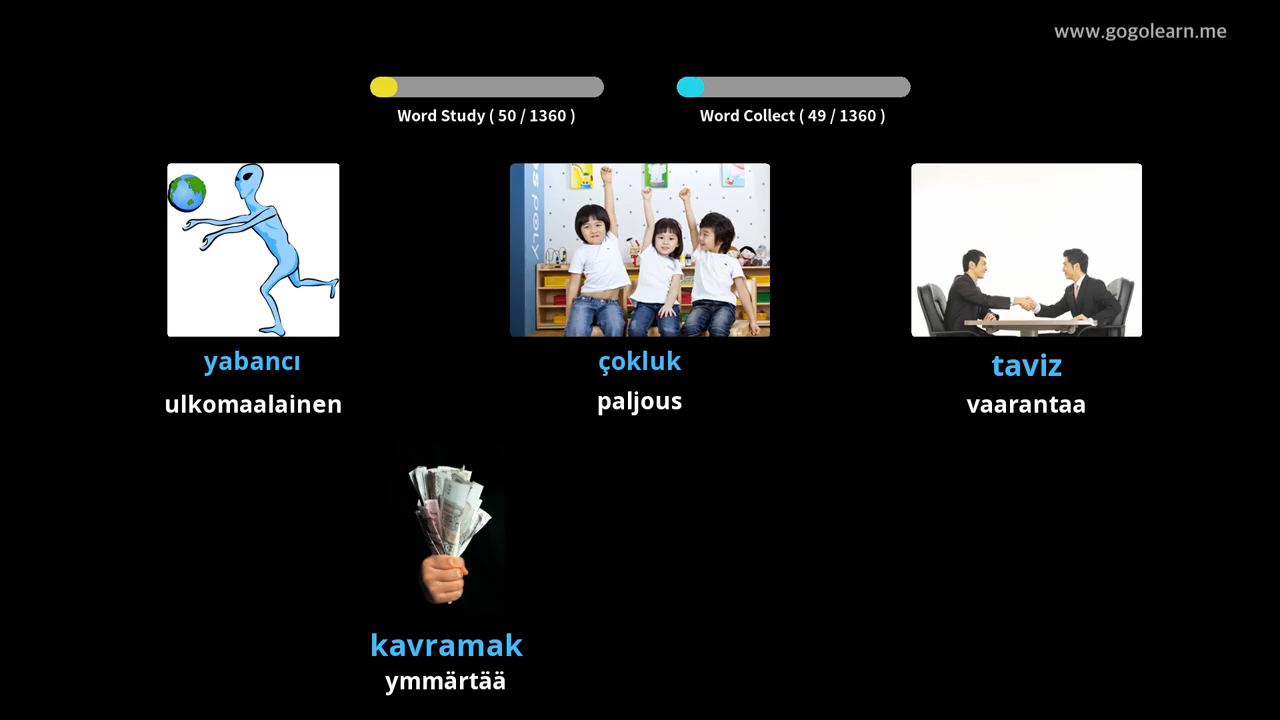 www.gogolearn.me
Word Study ( 50 / 1360 )
Word Collect ( 49 / 1360 )
yabancı
ulkomaalainen
çokluk
paljous
taviz
vaarantaa
kavramak
ymmärtää